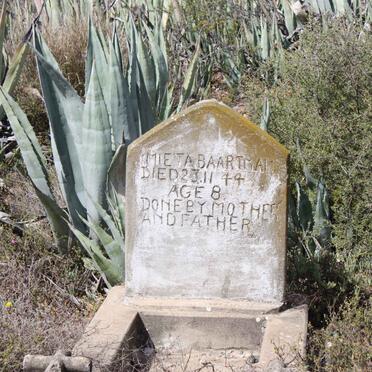 MIETA BAARTMAN
DIED 23 11 44
AGE 8
DONE BY MOTHER
AND FATHER